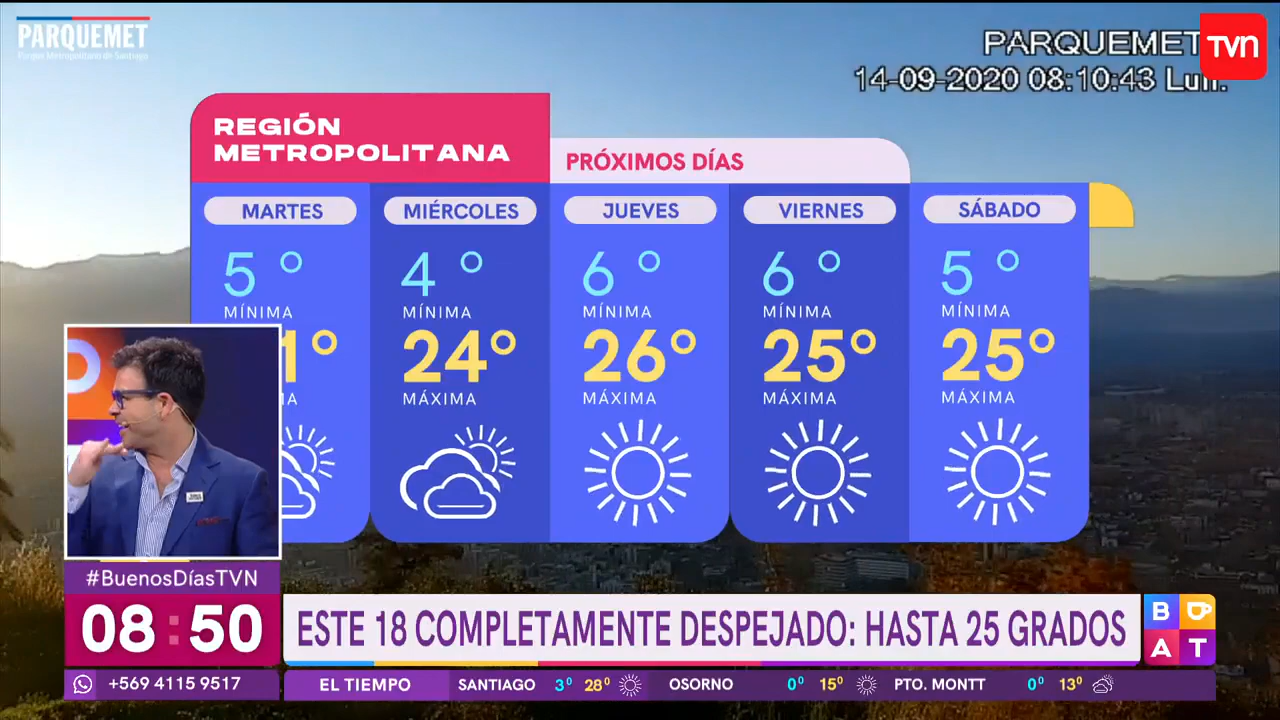 PARQUEMET
Parque Metropolitano de Santiago
PARQUEMET
14-09-2020 08:10:43 Lun.
TVN
REGIÓN
METROPOLITANA
PRÓXIMOS DÍAS
MARTES
MIÉRCOLES
JUEVES
VIERNES
SÁBADO
5° 4° 6° 6° 5°
MÍNIMA MÍNIMA MÍNIMA MÍNIMA MÍNIMA
1° 24° 26° 25° 25°
MÁXIMA MÁXIMA MÁXIMA MÁXIMA
#BuenosDíasTVN
08:50
ESTE 18 COMPLETAMENTE DESPEJADO: HASTA 25 GRADOS
B
A T
+569 4115 9517
EL TIEMPO SANTIAGO 3° 28° OSORNO 0° 15° PTO. MONTT 0° 13°